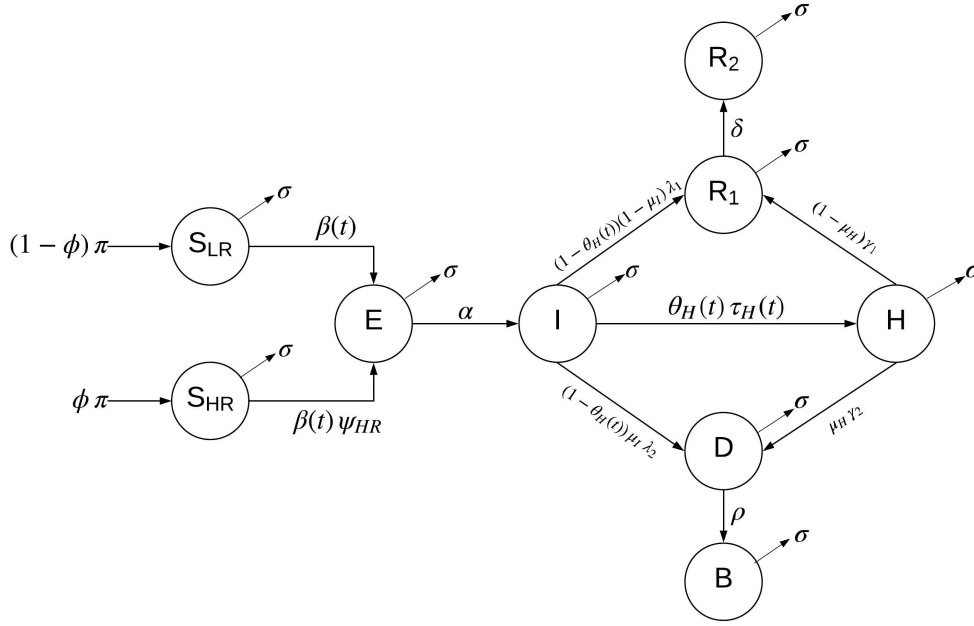 σ
R₂
δ
σ
R₁
(1 − θ_H(t))(1 − μ_I) λ₁
(1 − μ_H) γ₁
σ
(1 − ϕ) π
S_LR
β(t)
σ
E
α
σ
I
θ_H(t) τ_H(t)
σ
H
σ
ϕ π
S_HR
β(t) ψ_HR
(1 − θ_H(t)) μ_I λ₂
μ_H γ₂
σ
D
ρ
σ
B